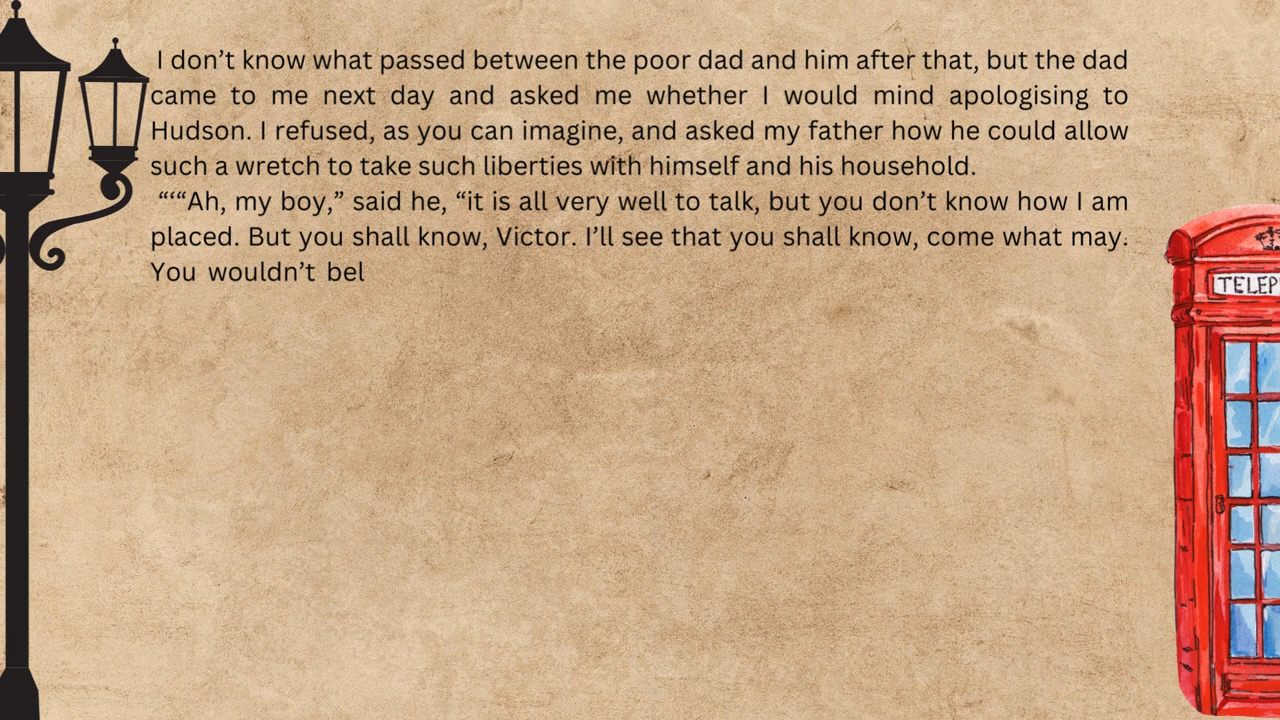 I don’t know what passed between the poor dad and him after that, but the dad
came to me next day and asked me whether I would mind apologising to
Hudson. I refused, as you can imagine, and asked my father how he could allow
such a wretch to take such liberties with himself and his household.
“‘“Ah, my boy,” said he, “it is all very well to talk, but you don’t know how I am
placed. But you shall know, Victor. I’ll see that you shall know, come what may.
You wouldn’t bel
TELEP